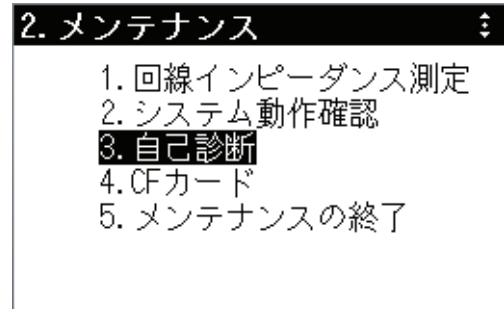 2.メンテナンス
1.回線インピーダンス測定
2.システム動作確認
3.自己診断
4.CFカード
5.メンテナンスの終了